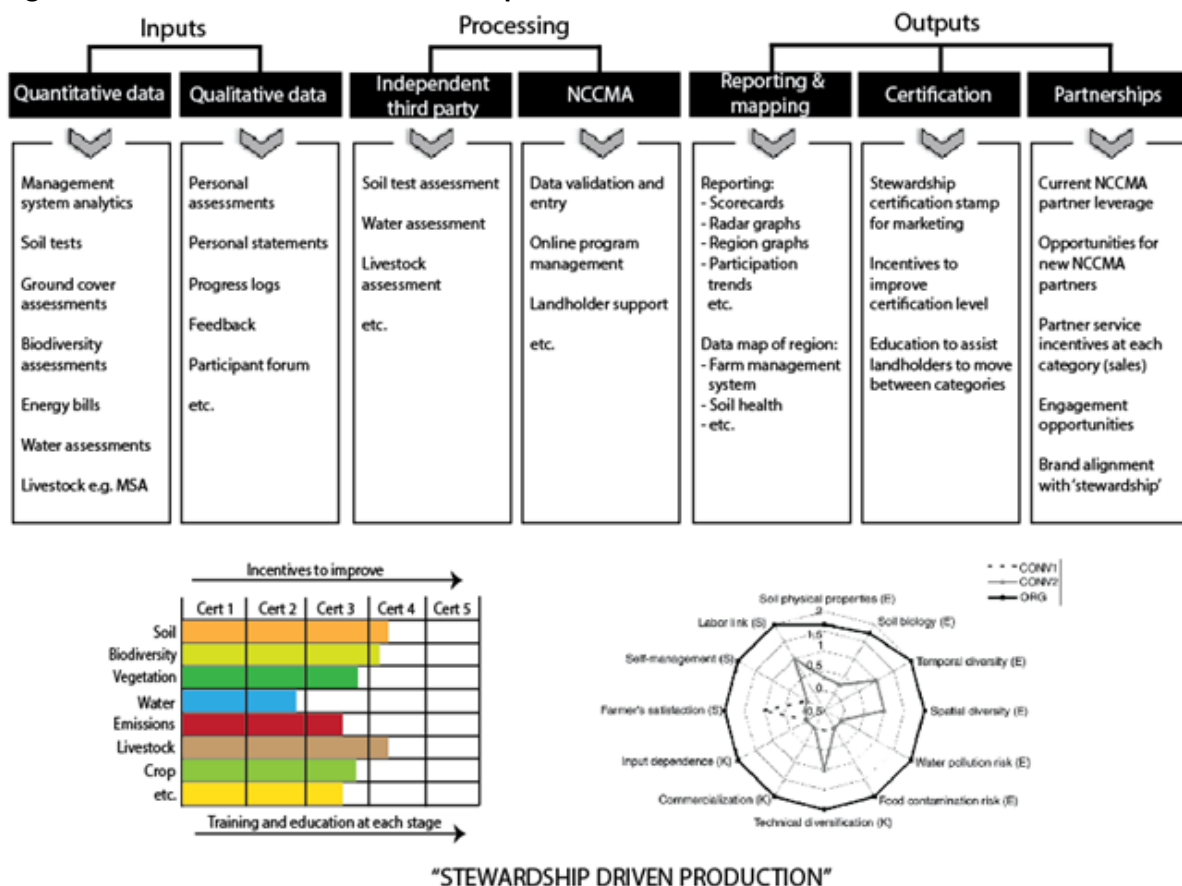 Inputs
Processing
Outputs
Quantitative data
Qualitative data
Independent
third party
NCCMA
Reporting &
mapping
Certification
Partnerships
Management
system analytics
Soil tests
Ground cover
assessments
Biodiversity
assessments
Energy bills
Water assessments
Livestock e.g. MSA
Personal
assessments
Personal statements
Progress logs
Feedback
Participant forum
etc.
Soil test assessment
Water assessment
Livestock
assessment
etc.
Data validation and
entry
Online program
management
Landholder support
etc.
Reporting:
- Scorecards
- Radar graphs
- Region graphs
- Participation
trends
etc.
Data map of region:
- Farm management
system
- Soil health
- etc.
Stewardship
certification stamp
for marketing
Incentives to
improve
certification level
Education to assist
landholders to move
between categories
Current NCCMA
partner leverage
Opportunities for
new NCCMA
partners
Partner service
incentives at each
category (sales)
Engagement
opportunities
Brand alignment
with 'stewardship'
Incentives to improve
Cert 1 Cert 2 Cert 3 Cert 4 Cert 5
Soil
Biodiversity
Vegetation
Water
Emissions
Livestock
Crop
etc.
Training and education at each stage
CONV1
CONV2
ORG
Soil physical properties (E)
Soil biology (E)
Temporal diversity (E)
Spatial diversity (E)
Water pollution risk (E)
Food contamination risk (E)
Technical diversification (K)
Commercialization (K)
Input dependence (K)
Farmer's satisfaction (S)
Self-management (S)
Labor link (S)
2
1.5
1
0.5
0
-0.5
"STEWARDSHIP DRIVEN PRODUCTION"